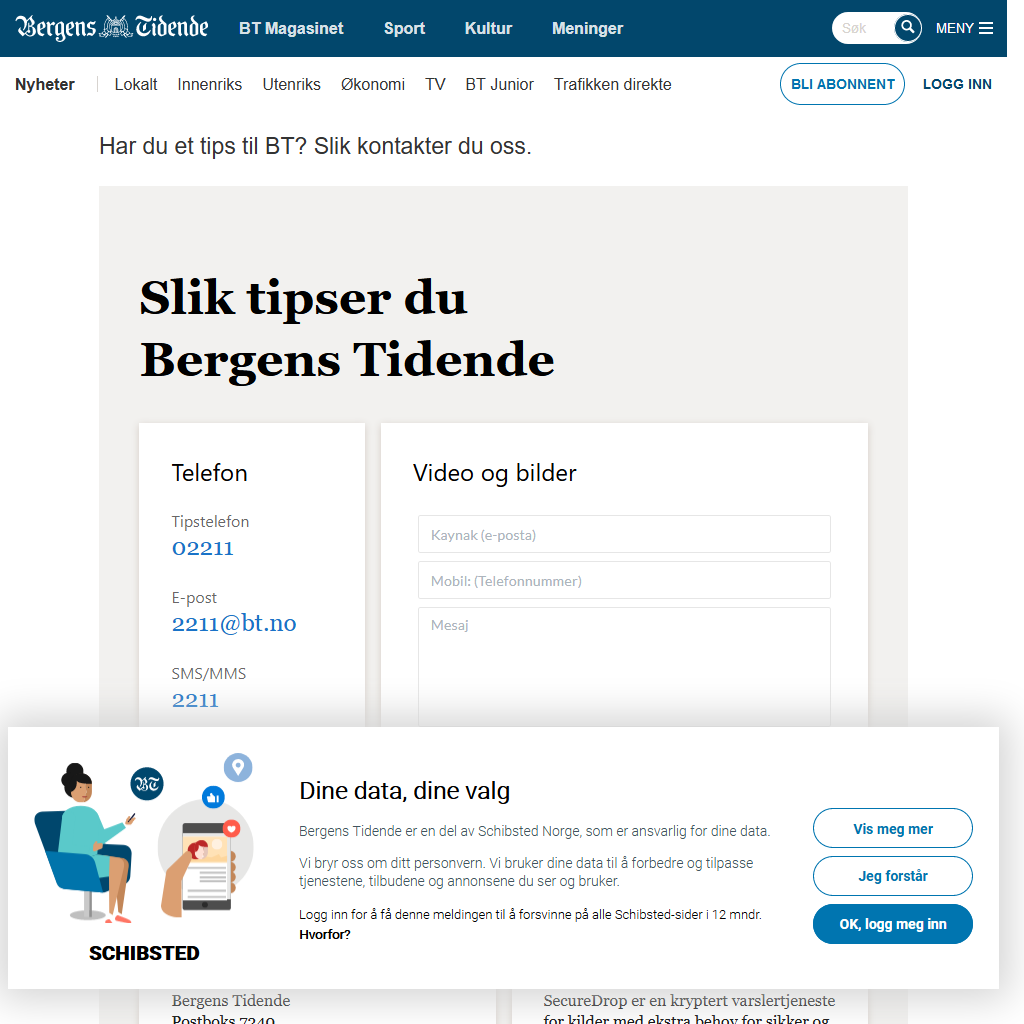 Bergens Tidende BT Magasinet Sport Kultur Meninger Søk MENY
Nyheter Lokalt Innenriks Utenriks Økonomi TV BT Junior Trafikken direkte BLI ABONNENT LOGG INN
Har du et tips til BT? Slik kontakter du oss.
Slik tipser du
Bergens Tidende
Telefon
Tipstelefon
02211
E-post
2211@bt.no
SMS/MMS
2211
Video og bilder
Kaynak (e-posta)
Mobil: (Telefonnummer)
Mesaj
BT
SCHIBSTED
Dine data, dine valg
Bergens Tidende er en del av Schibsted Norge, som er ansvarlig for dine data.
Vi bryr oss om ditt personvern. Vi bruker dine data til å forbedre og tilpasse
tjenestene, tilbudene og annonsene du ser og bruker.
Logg inn for å få denne meldingen til å forsvinne på alle Schibsted-sider i 12 mndr.
Hvorfor?
Vis meg mer
Jeg forstår
OK, logg meg inn
Bergens Tidende
Postboks 7240
SecureDrop er en kryptert varslertjeneste
for kilder med ekstra behov for sikker og